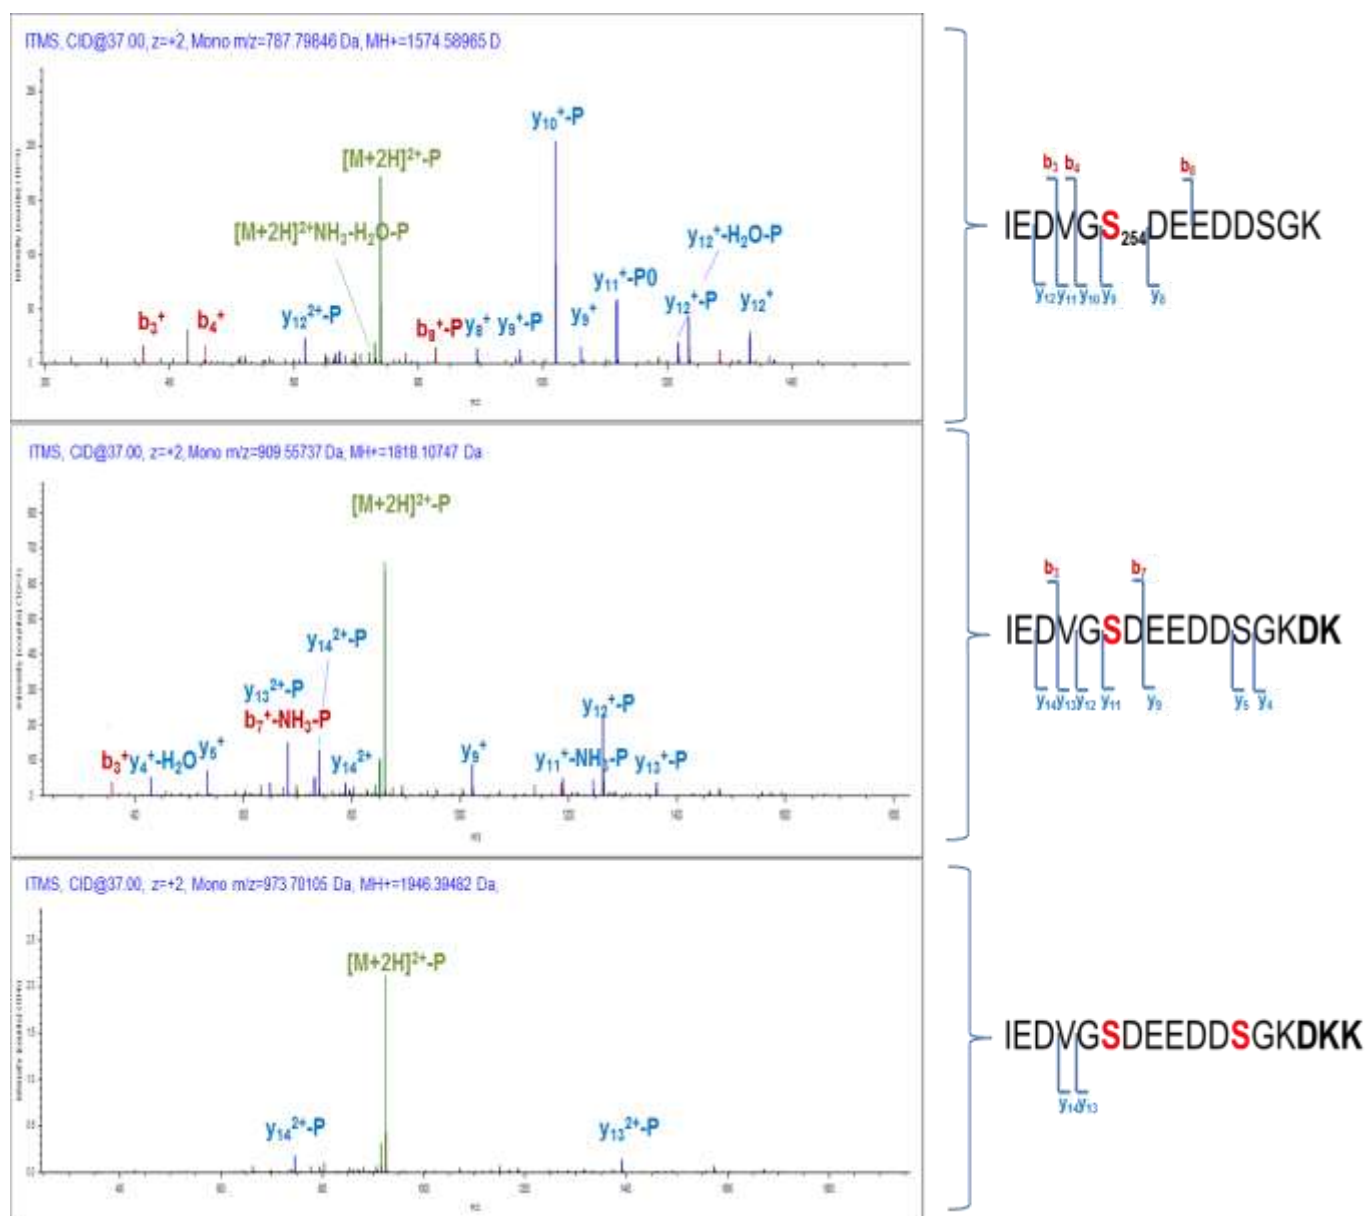 ITMS, CID@37.00, z=+2, Mono m/z=787.79846 Da, MH+=1574.58965 D
y10+-P
[M+2H]2+-P
[M+2H]2+NH3-H2O-P
y12+-H2O-P
y11+-P0
y12+-P
y12+
b3+
b4+
y122+-P
b8+-P
y8+
y9+-P
y9+
b3 b4 b8
IEDVGS254DEEDDSGK
y12 y11 y10 y9 y8
ITMS, CID@37.00, z=+2, Mono m/z=909.55737 Da, MH+=1818.10747 Da
[M+2H]2+-P
y142+-P
y132+-P
b7+-NH3-P
y12+-P
b3+
y4+-H2O
y5+
y142+
y9+
y11+-NH3-P
y13+-P
b3 b7
IEDVGSDEEDDSGKDK
y14 y13 y12 y11 y9 y5 y4
ITMS, CID@37.00, z=+2, Mono m/z=973.70105 Da, MH+=1946.39482 Da,
[M+2H]2+-P
y142+-P
y132+-P
IEDVGSDEEDDSGKDKK
y14 y13